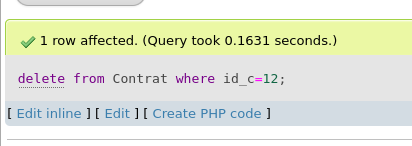 1 row affected. (Query took 0.1631 seconds.)
delete from Contrat where id_c=12;
[ Edit inline ] [ Edit ] [ Create PHP code ]